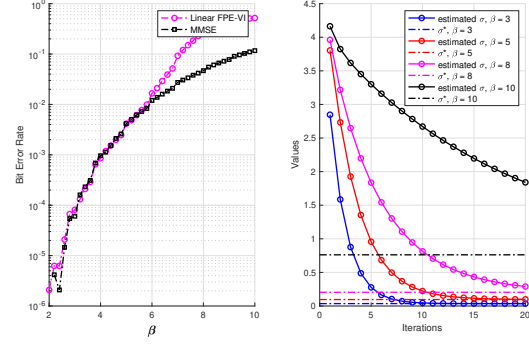 10^0
10^-1
10^-2
10^-3
10^-4
10^-5
10^-6
Bit Error Rate
2
4
6
8
10
β
Linear FPE-VI
MMSE
4.5
4
3.5
3
2.5
2
1.5
1
0.5
0
Values
0
5
10
15
20
Iterations
estimated σ, β = 3
σ*, β = 3
estimated σ, β = 5
σ*, β = 5
estimated σ, β = 8
σ*, β = 8
estimated σ, β = 10
σ*, β = 10